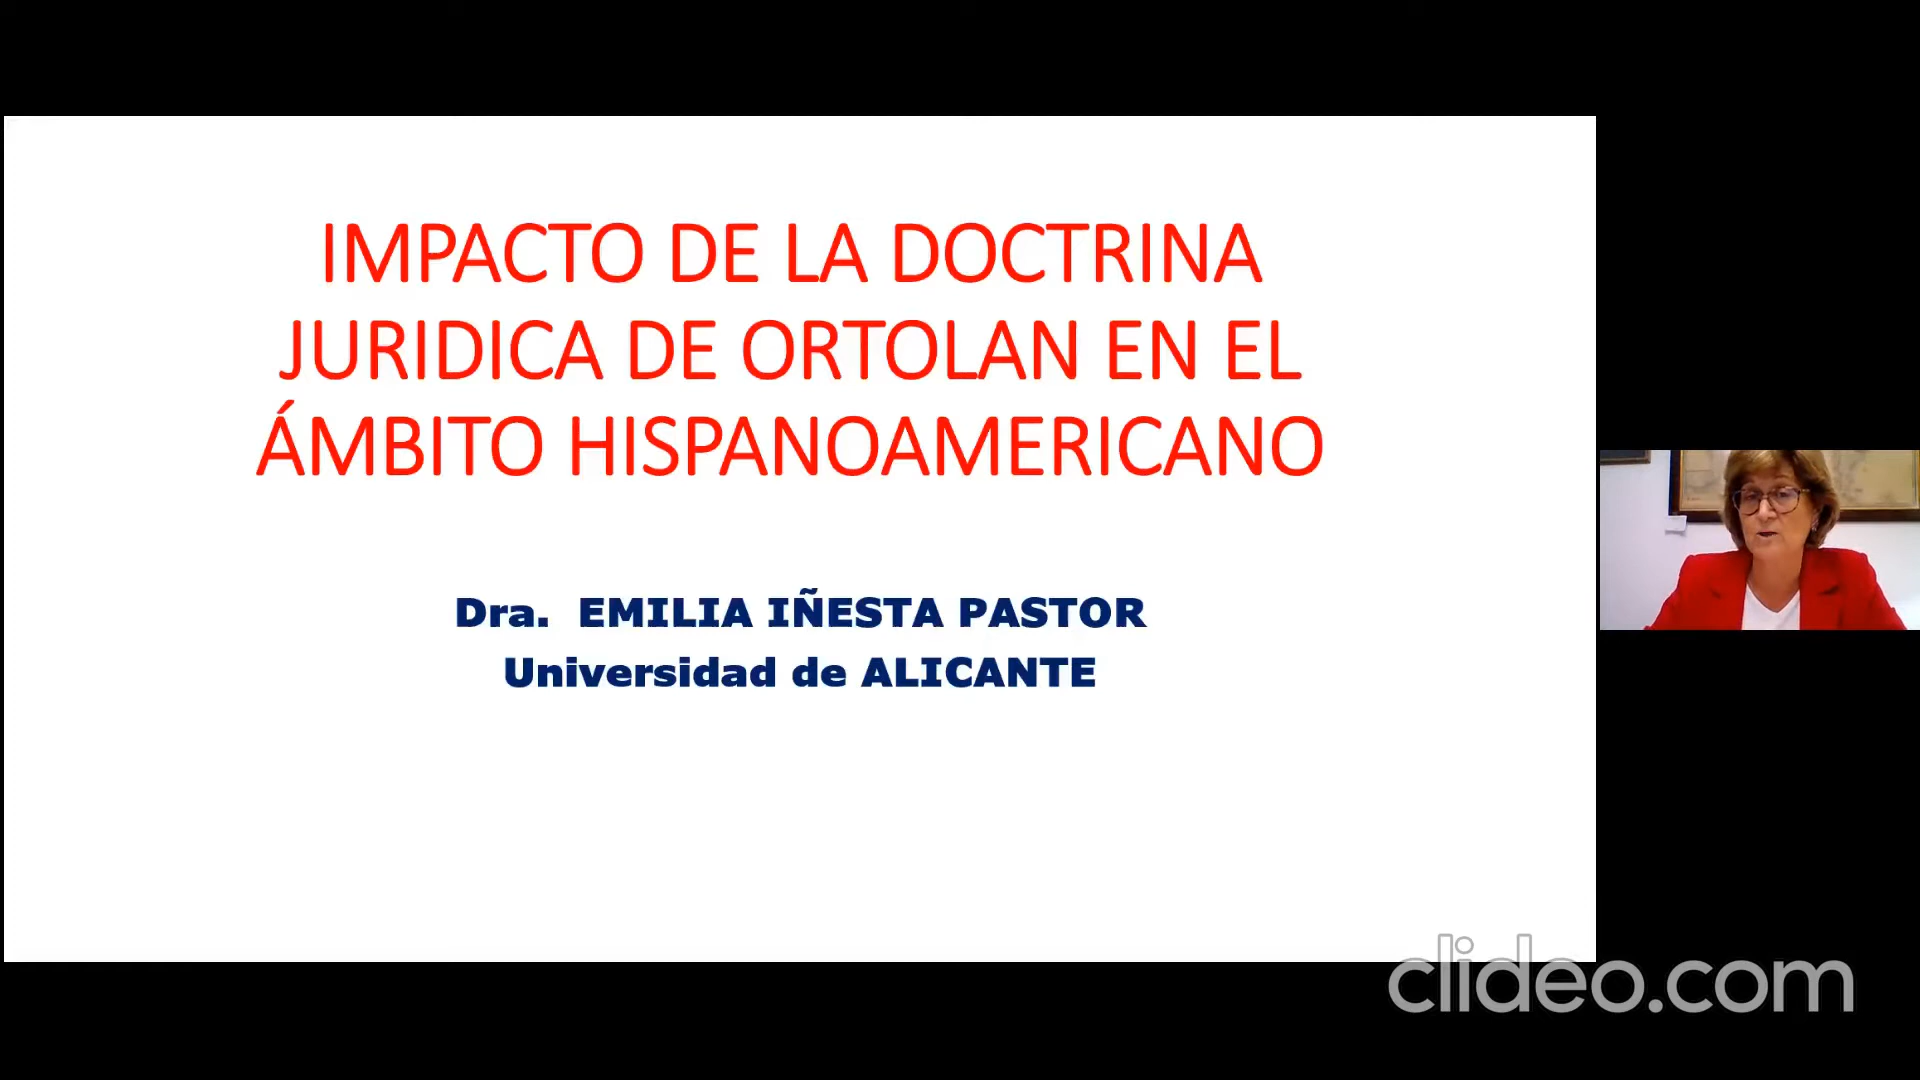 IMPACTO DE LA DOCTRINA
JURIDICA DE ORTOLAN EN EL
ÁMBITO HISPANOAMERICANO
Dra. EMILIA IÑESTA PASTOR
Universidad de ALICANTE
clideo.com